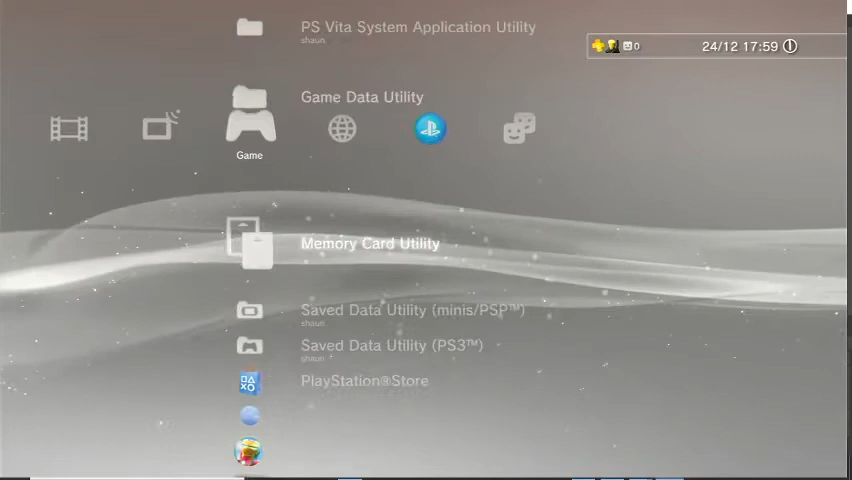 PS Vita System Application Utility
shaun
0
24/12 17:59
Game Data Utility
Game
Memory Card Utility
Saved Data Utility (minis/PSP™)
shaun
Saved Data Utility (PS3™)
shaun
PlayStation®Store